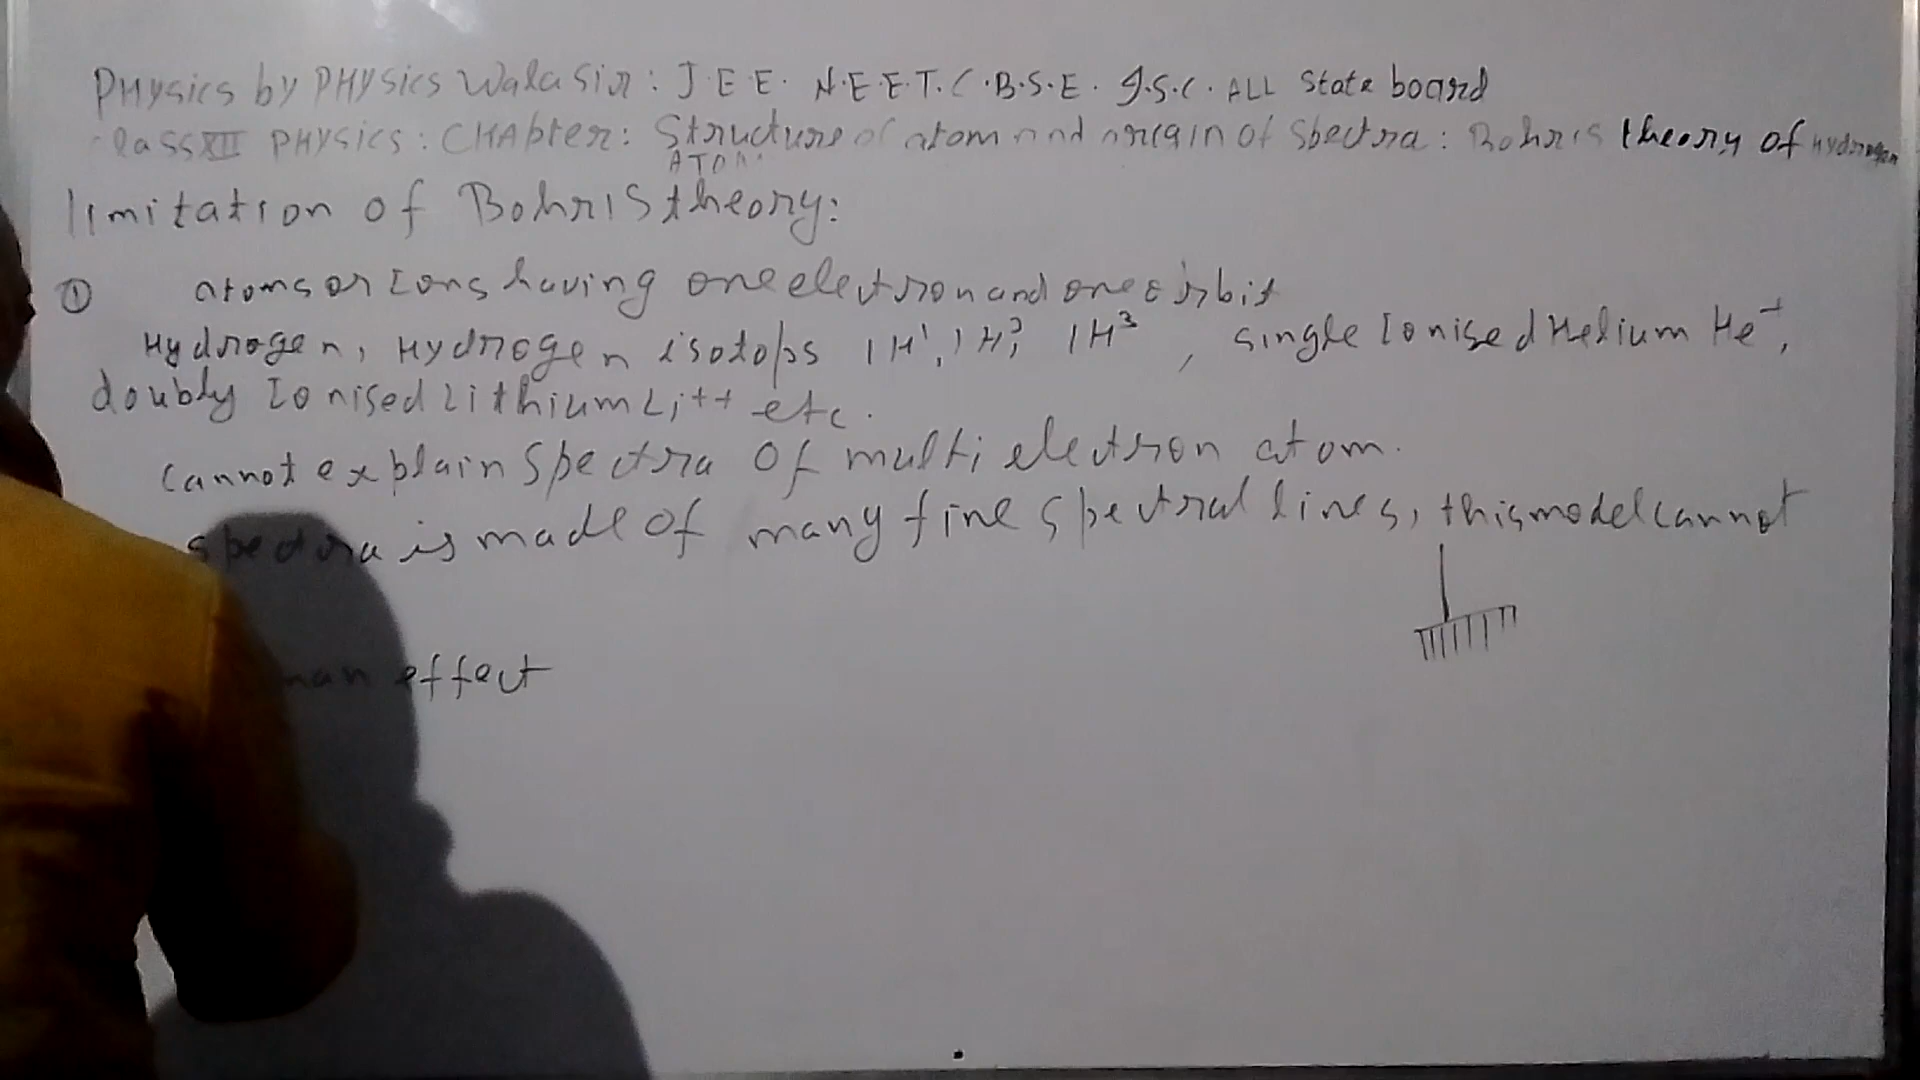 PHysics by PHysics Wala Sir: J.E.E. N.E.E.T. C.B.S.E. I.S.C. ALL State board
lass XII PHYSICS: CHApter: Structure of atom and origin of Spectra: Bohr's theory of Hydrogen
ATOM
limitation of Bohr's theory:
① atoms or Ions having one electron and one orbit
Hydrogen, Hydrogen isotops 1H1, 1H2, 1H3, single Ionised Helium He+,
doubly Ionised Lithium Li++ etc.
cannot explain Spectra of multi electron atom.
spectra is made of many fine spectral lines, this model cannot
man effect